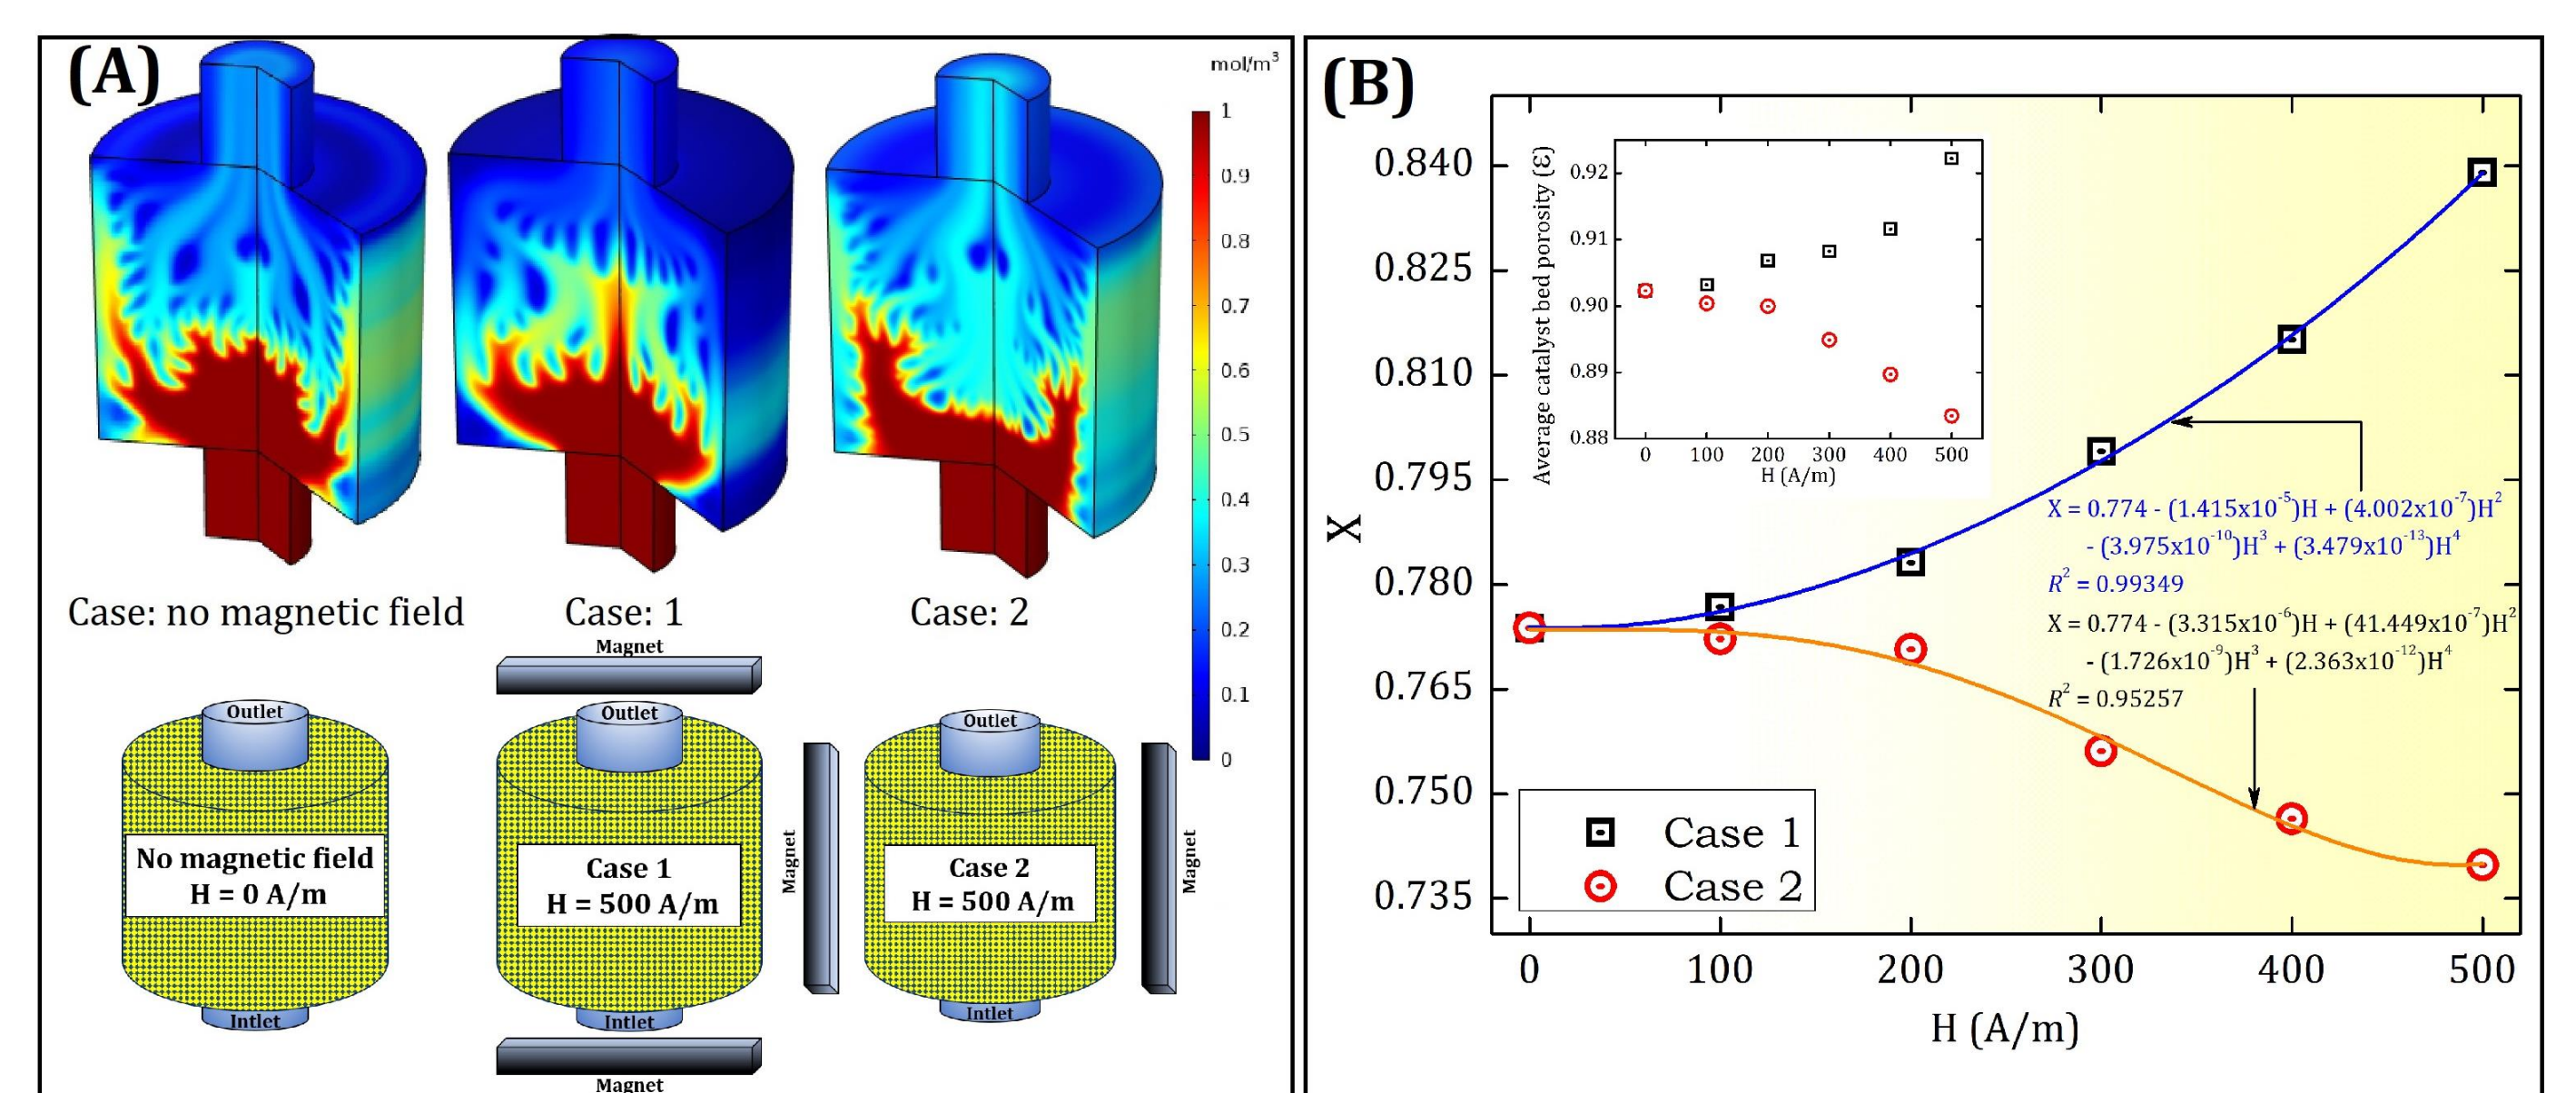 (A)
mol/m³
1
0.9
0.8
0.7
0.6
0.5
0.4
0.3
0.2
0.1
0
Case: no magnetic field
Case: 1
Case: 2
Magnet
Outlet
Outlet
Outlet
No magnetic field
H = 0 A/m
Case 1
H = 500 A/m
Magnet
Case 2
H = 500 A/m
Magnet
Intlet
Intlet
Intlet
Magnet
(B)
X
0.840
0.825
0.810
0.795
0.780
0.765
0.750
0.735
Average catalyst bed porosity (Ɛ)
0.92
0.91
0.90
0.89
0.88
0 100 200 300 400 500
H (A/m)
X = 0.774 - (1.415x10⁻⁵)H + (4.002x10⁻⁷)H²
- (3.975x10⁻¹⁰)H³ + (3.479x10⁻¹³)H⁴
R² = 0.99349
X = 0.774 - (3.315x10⁻⁶)H + (41.449x10⁻⁷)H²
- (1.726x10⁻⁹)H³ + (2.363x10⁻¹²)H⁴
R² = 0.95257
Case 1
Case 2
0 100 200 300 400 500
H (A/m)